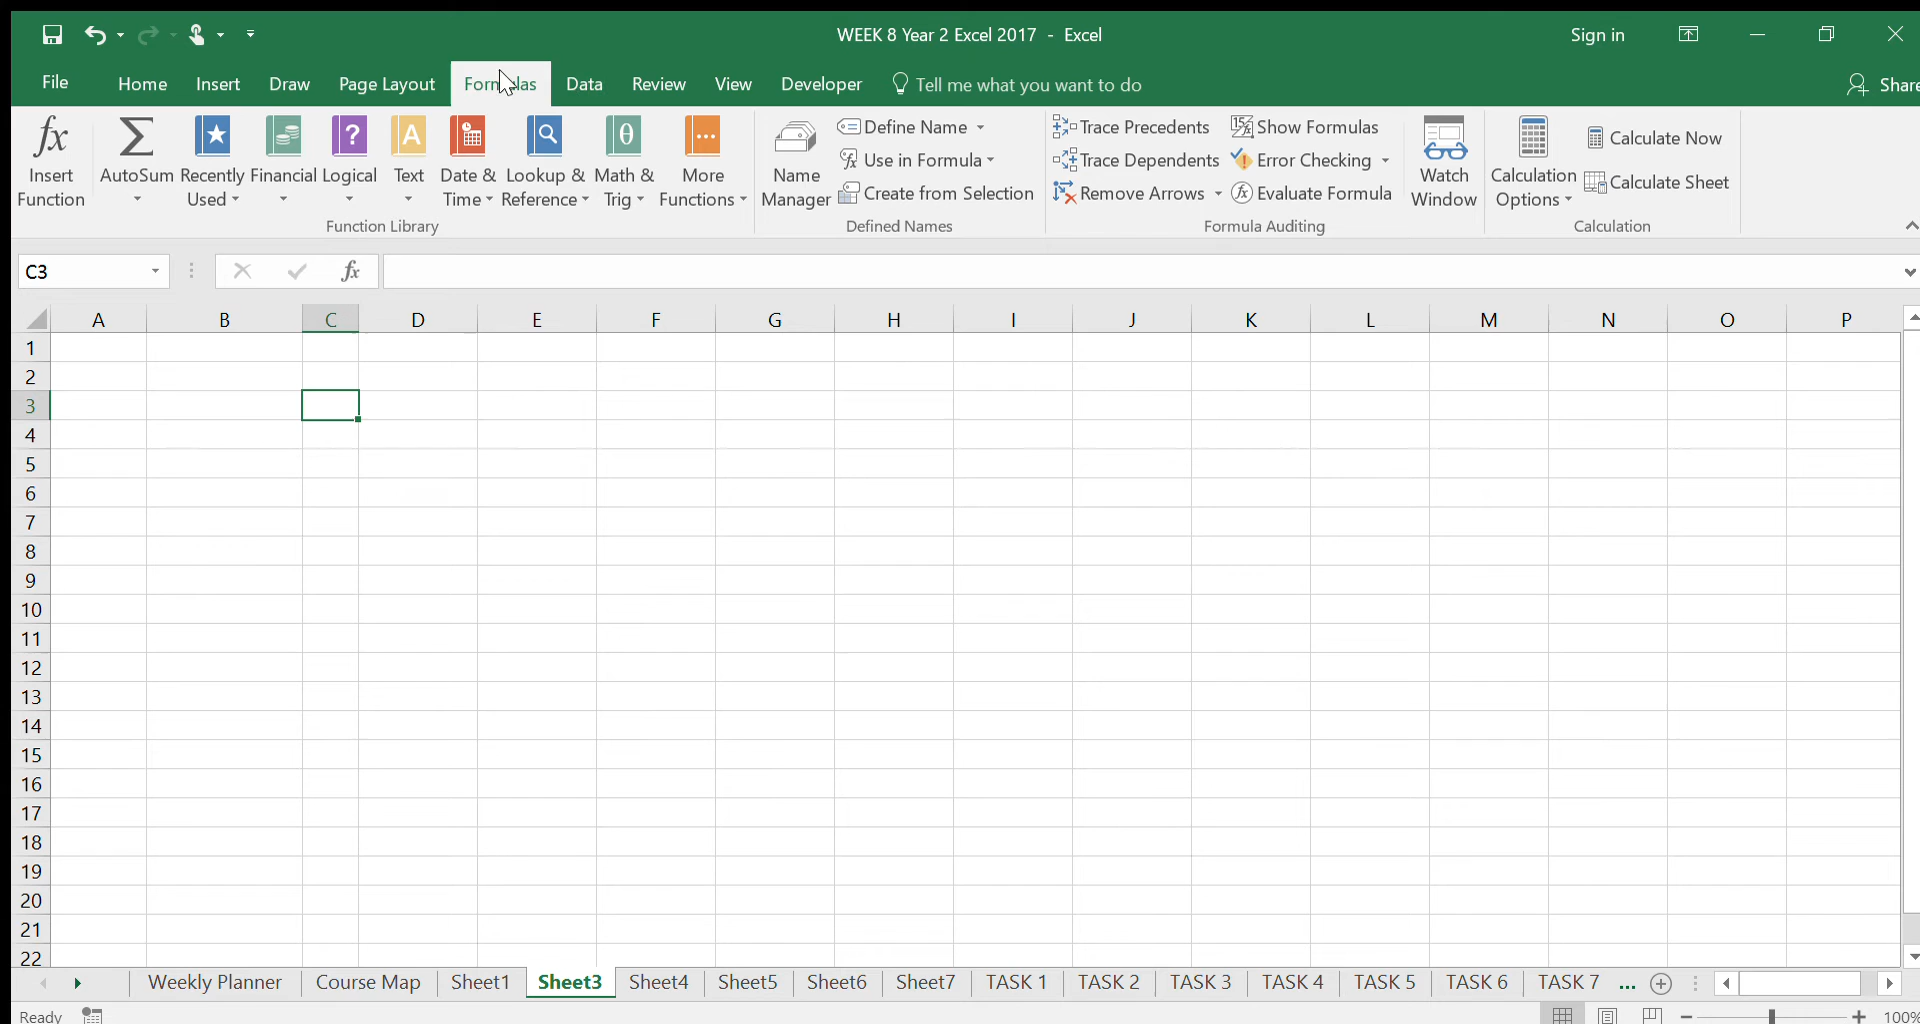 WEEK 8 Year 2 Excel 2017 - Excel
Sign in
File Home Insert Draw Page Layout Formulas Data Review View Developer Tell me what you want to do Share
fx Insert Function
Σ AutoSum
Recently Used
Financial
Logical
Text
Date & Time
Lookup & Reference
Math & Trig
More Functions
Function Library
Name Manager
Define Name
Use in Formula
Create from Selection
Defined Names
Trace Precedents
Trace Dependents
Remove Arrows
Show Formulas
Error Checking
Evaluate Formula
Formula Auditing
Watch Window
Calculation Options
Calculate Now
Calculate Sheet
Calculation
C3 fx
A B C D E F G H I J K L M N O P
1
2
3
4
5
6
7
8
9
10
11
12
13
14
15
16
17
18
19
20
21
22
Weekly Planner Course Map Sheet1 Sheet3 Sheet4 Sheet5 Sheet6 Sheet7 TASK 1 TASK 2 TASK 3 TASK 4 TASK 5 TASK 6 TASK 7 ...
Ready 100%